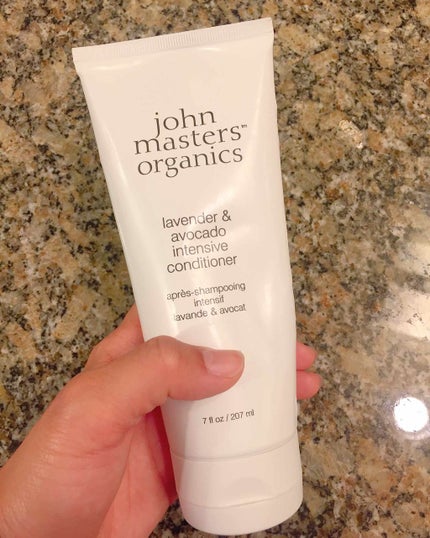 john
masters™
organics
lavender &
avocado
intensive
conditioner
après-shampooing
intensif
lavande & avocat
7 fl oz / 207 ml